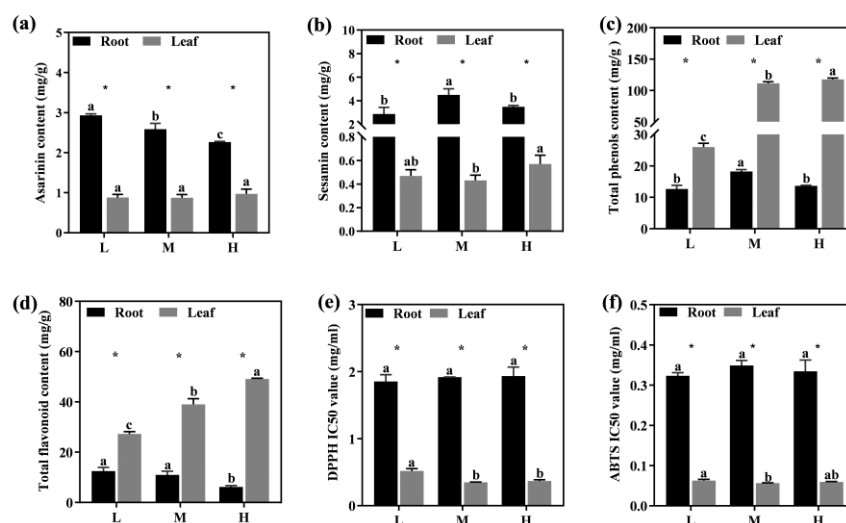 (a)
Root Leaf
Asarinin content (mg/g)
5
4
3
2
1
0
* * *
a b c
a a a
L M H
(b)
Root Leaf
Sesamin content (mg/g)
10
8
6
4
2
0.8
0.6
0.4
0.2
0.0
* * *
b a b
ab b a
L M H
(c)
Root Leaf
Total phenols content (mg/g)
200
150
100
50
30
20
10
0
* * *
b a b
c b a
L M H
(d)
Root Leaf
Total flavonoid content (mg/g)
80
60
40
20
0
* * *
a a b
c b a
L M H
(e)
Root Leaf
DPPH IC50 value (mg/ml)
3
2
1
0
* * *
a a a
a b b
L M H
(f)
Root Leaf
ABTS IC50 value (mg/ml)
0.5
0.4
0.3
0.2
0.1
0.0
* * *
a a a
a b ab
L M H